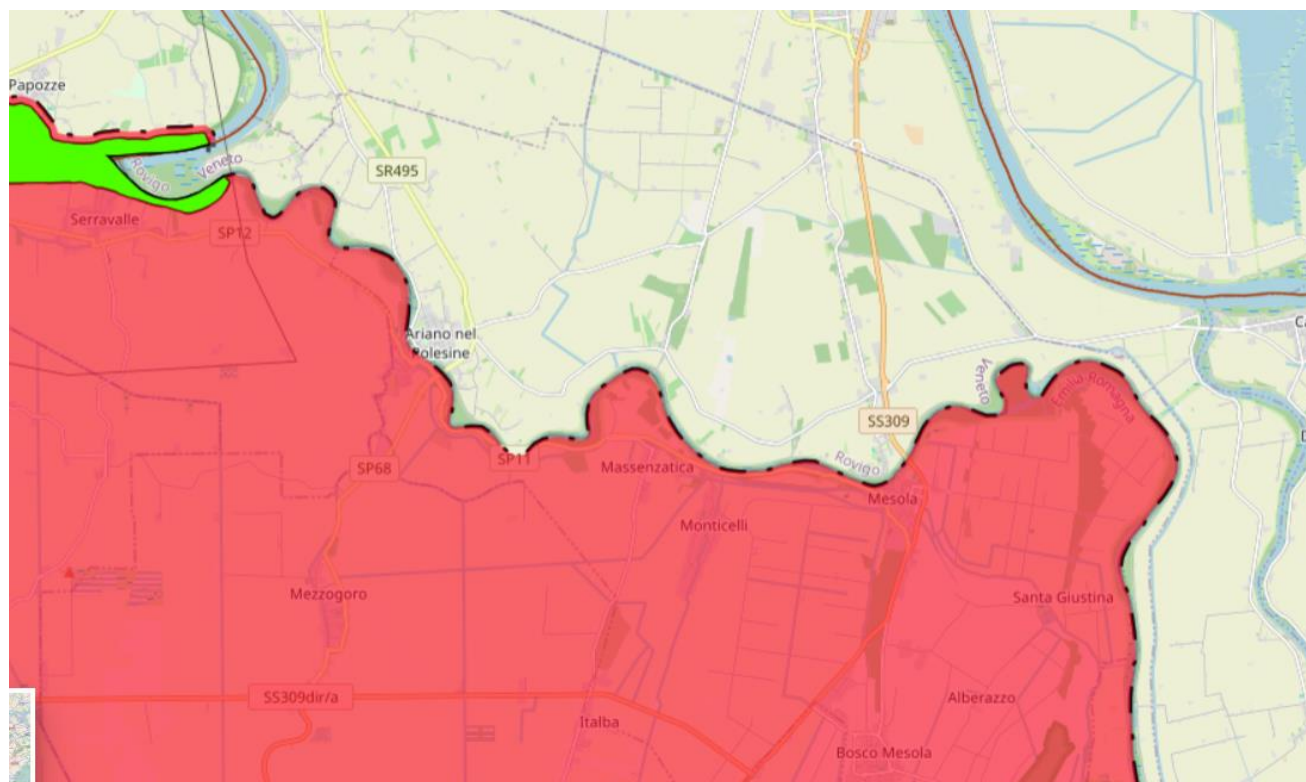 Papozze
SR495
Rovigo
Veneto
Serravalle
SP12
Ariano nel
Polesine
Veneto
Emilia Romagna
SS309
SP11
SP68
Massenzatica
Rovigo
Mesola
Monticelli
Mezzogoro
Santa Giustina
SS309dir/a
Alberazzo
Italba
Bosco Mesola